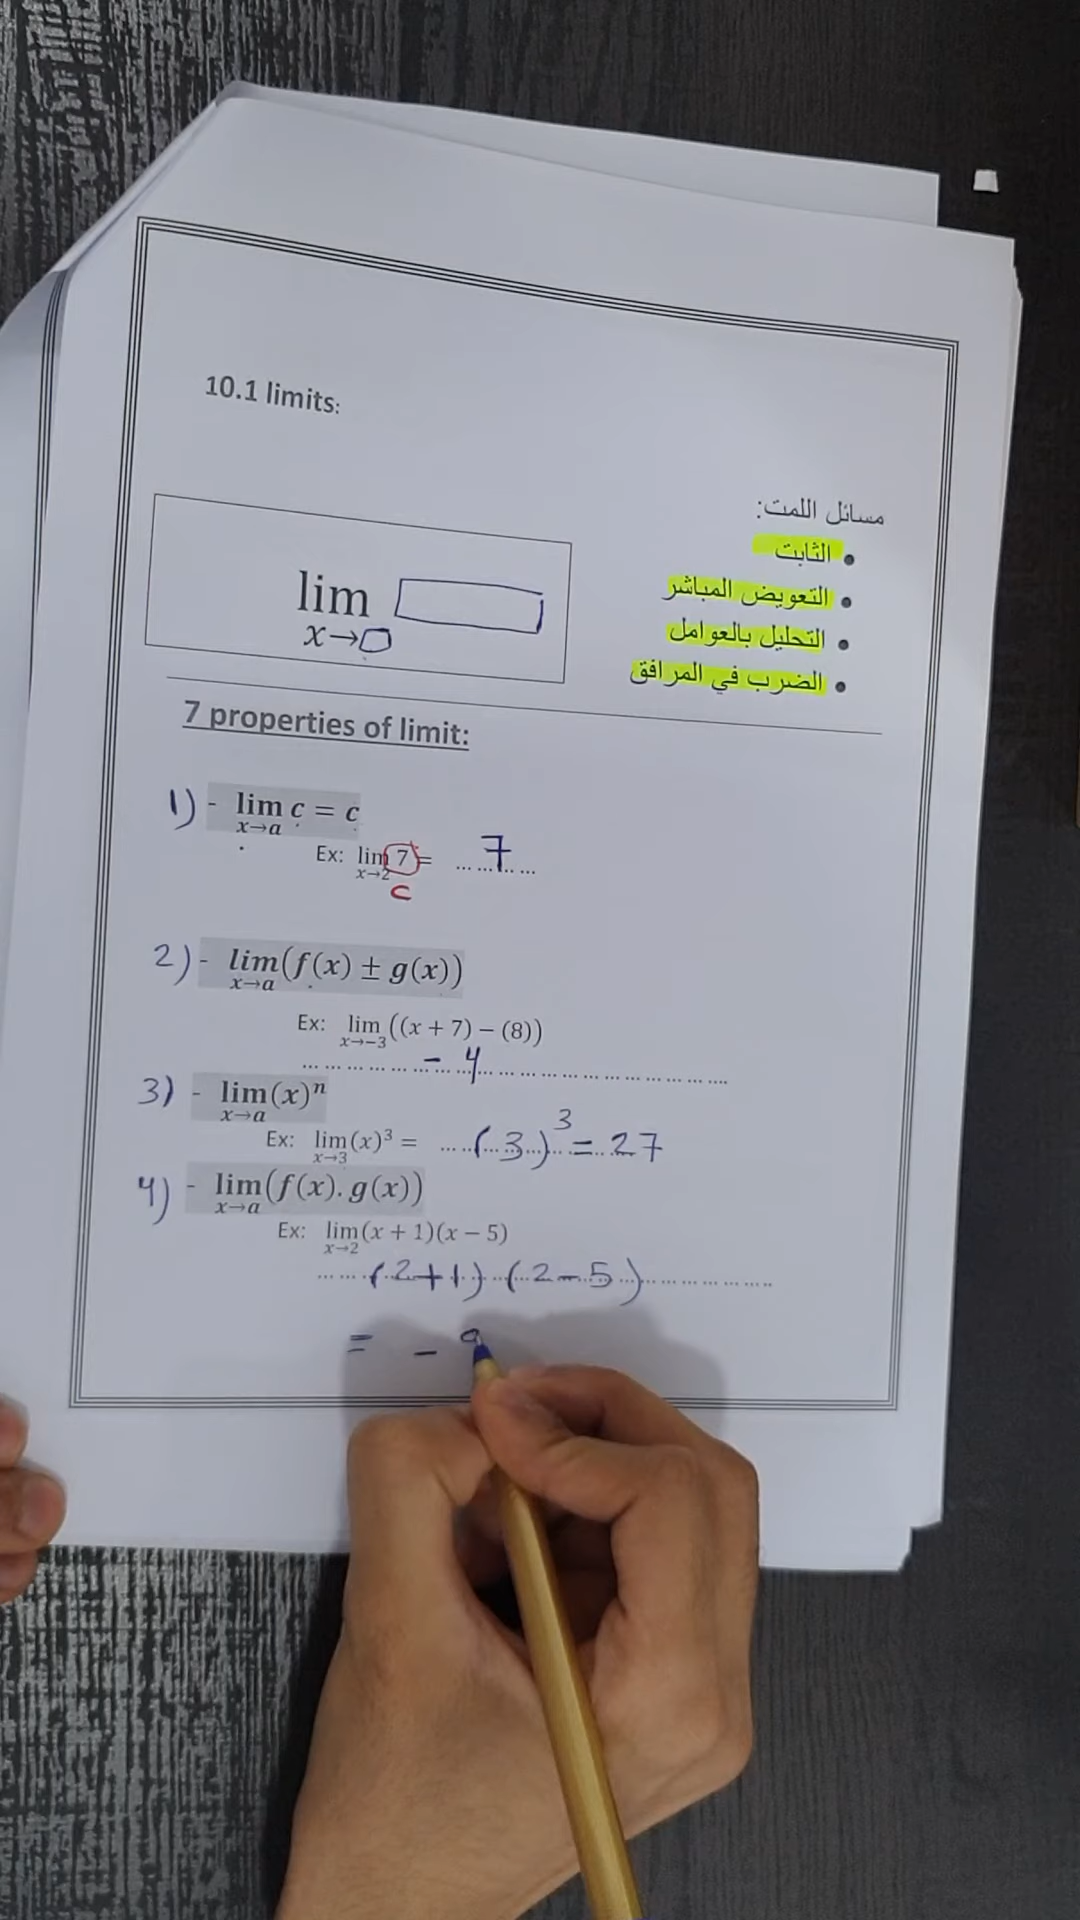 10.1 limits:
مسائل اللمت:
• الثابت
• التعويض المباشر
• التحليل بالعوامل
• الضرب في المرافق
lim
x→
7 properties of limit:
1) - lim c = c
x→a
Ex: lim 7 = ... 7 ...
x→2
c
2) - lim(f(x) ± g(x))
x→a
Ex: lim((x + 7) − (8))
x→−3
- 4
3) - lim(x)ⁿ
x→a
Ex: lim(x)³ = ... (3)³ = 27
x→3
4) - lim(f(x). g(x))
x→a
Ex: lim(x + 1)(x − 5)
x→2
(2+1) (2-5)
= - 9